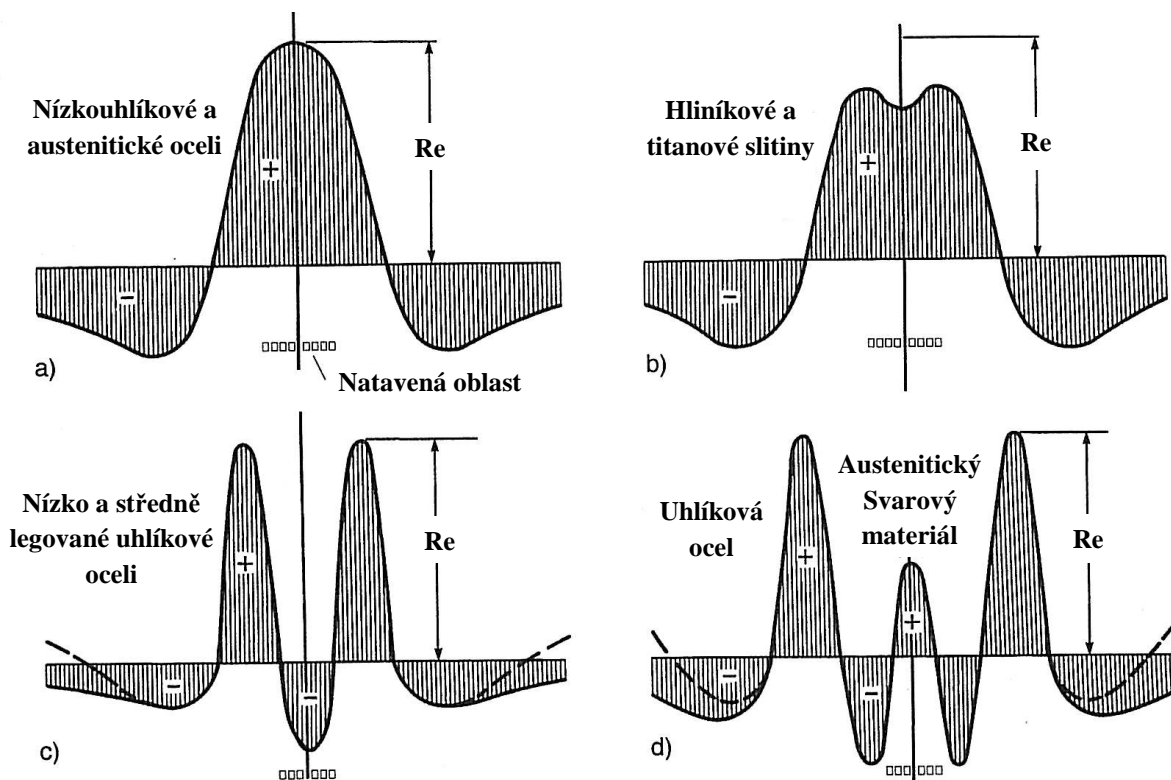 Nízkouhlíkové a
austenitické oceli
+
Re
−
a)
Natavená oblast
Hliníkové a
titanové slitiny
+
Re
−
b)
Nízko a středně
legované uhlíkové
oceli
+
Re
−
−
c)
Uhlíková
ocel
Austenitický
Svarový
materiál
+
+
Re
−
−
d)